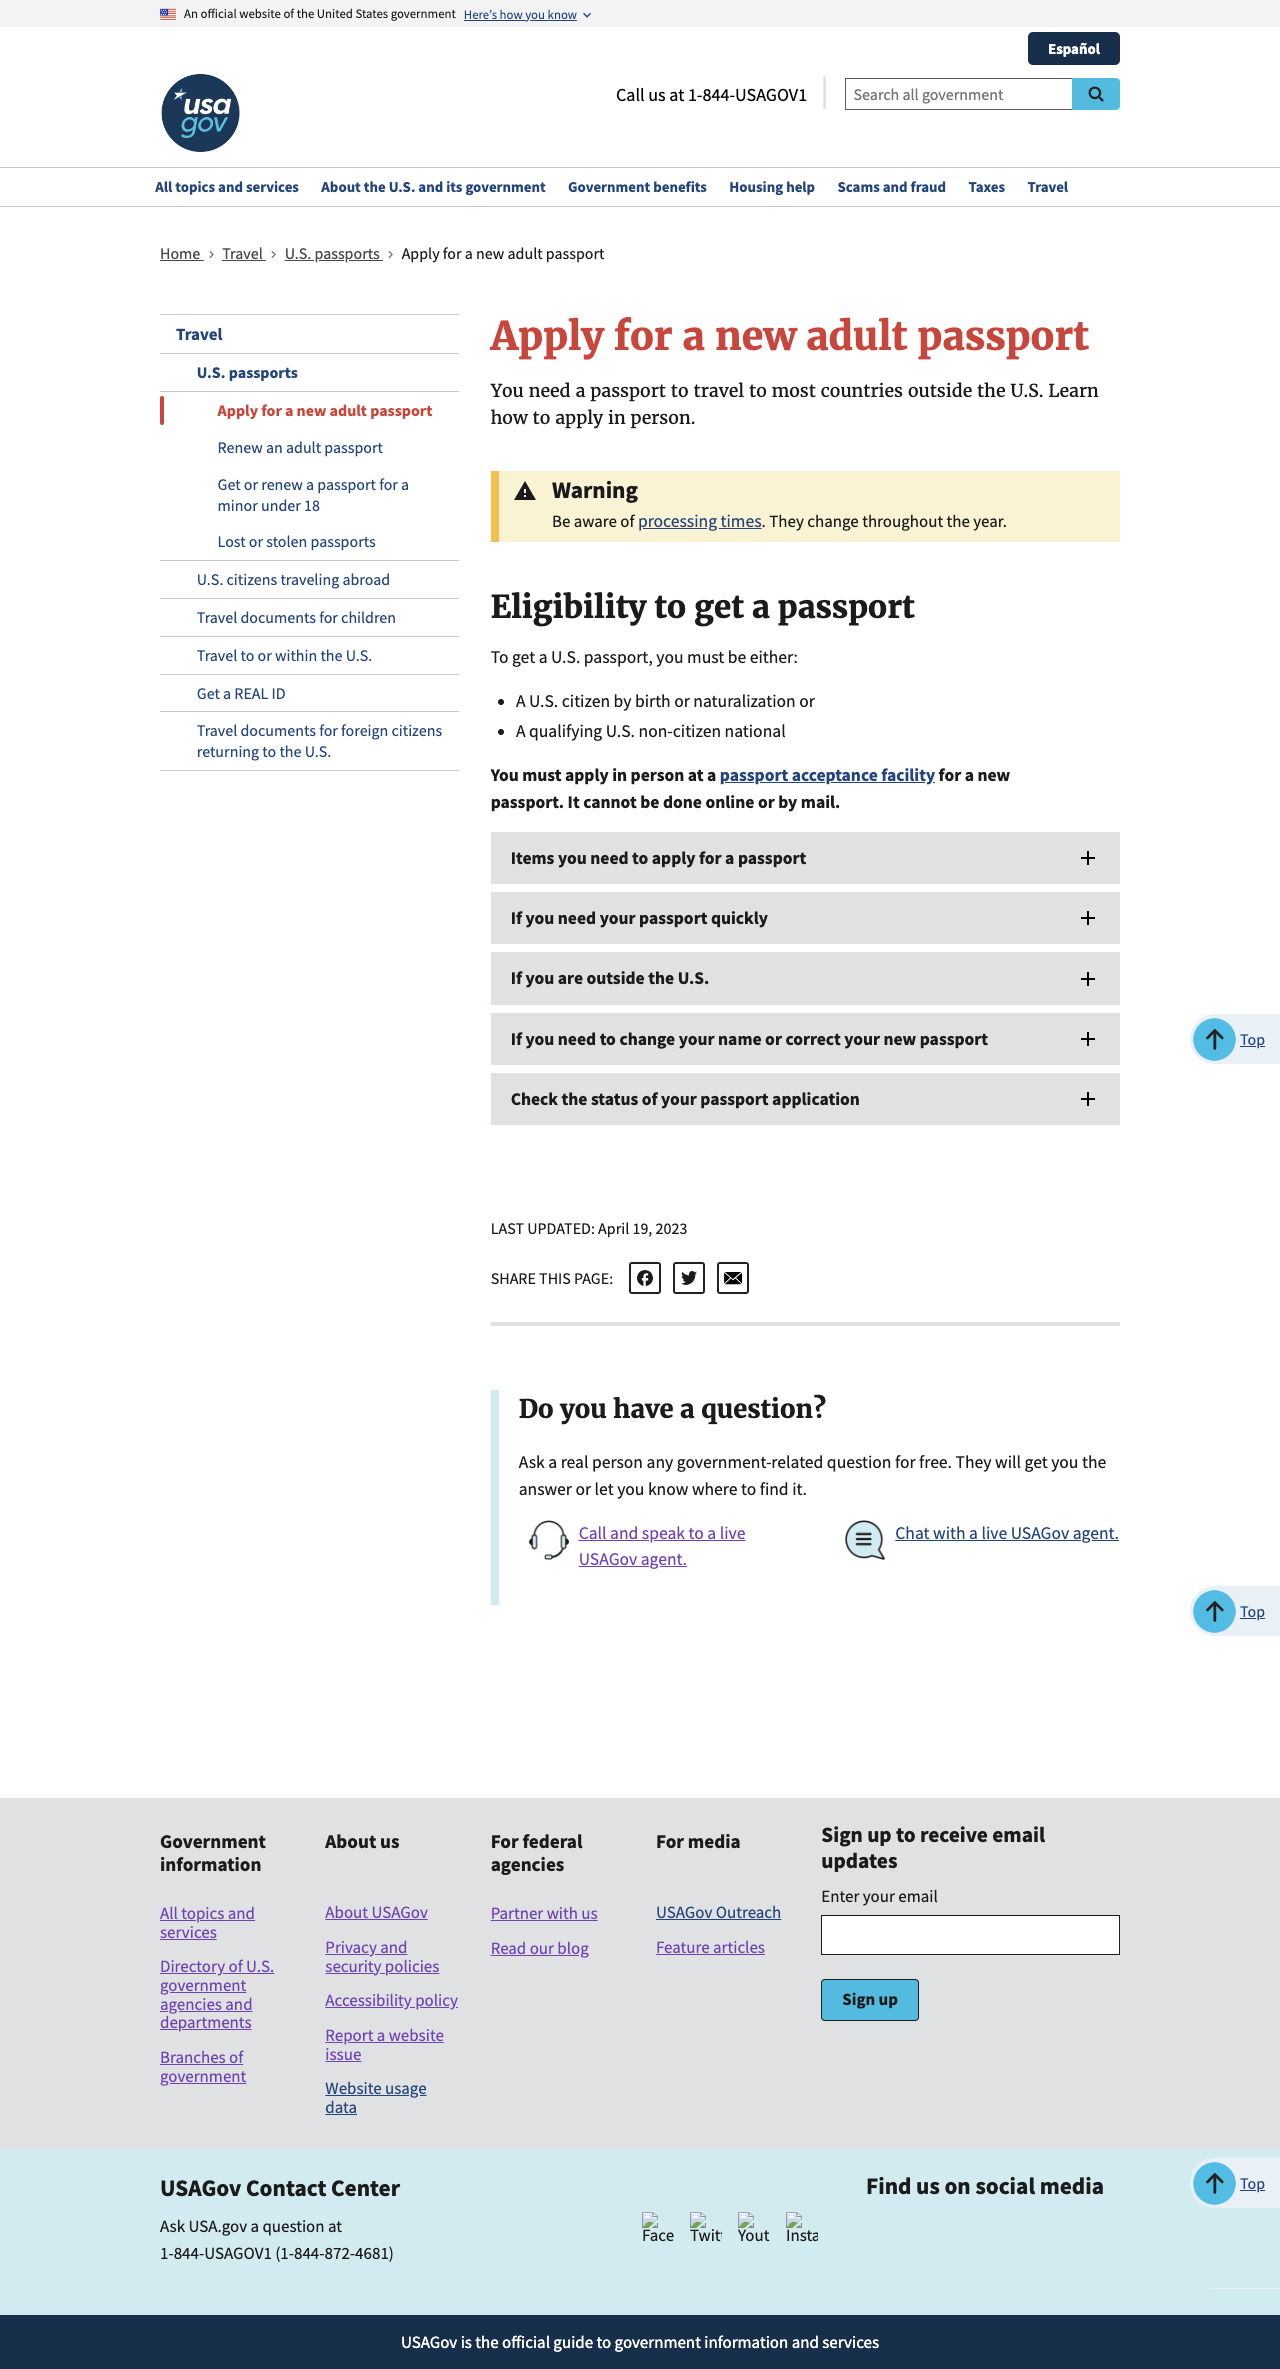 An official website of the United States government Here's how you know
Español
usa
gov
Call us at 1-844-USAGOV1
Search all government
All topics and services About the U.S. and its government Government benefits Housing help Scams and fraud Taxes Travel
Home Travel U.S. passports Apply for a new adult passport
Travel
U.S. passports
Apply for a new adult passport
Renew an adult passport
Get or renew a passport for a
minor under 18
Lost or stolen passports
U.S. citizens traveling abroad
Travel documents for children
Travel to or within the U.S.
Get a REAL ID
Travel documents for foreign citizens
returning to the U.S.
Apply for a new adult passport
You need a passport to travel to most countries outside the U.S. Learn
how to apply in person.
Warning
Be aware of processing times. They change throughout the year.
Eligibility to get a passport
To get a U.S. passport, you must be either:
• A U.S. citizen by birth or naturalization or
• A qualifying U.S. non-citizen national
You must apply in person at a passport acceptance facility for a new
passport. It cannot be done online or by mail.
Items you need to apply for a passport
If you need your passport quickly
If you are outside the U.S.
If you need to change your name or correct your new passport
Check the status of your passport application
Top
LAST UPDATED: April 19, 2023
SHARE THIS PAGE:
Do you have a question?
Ask a real person any government-related question for free. They will get you the
answer or let you know where to find it.
Call and speak to a live
USAGov agent.
Chat with a live USAGov agent.
Top
Government
information
All topics and
services
Directory of U.S.
government
agencies and
departments
Branches of
government
About us
About USAGov
Privacy and
security policies
Accessibility policy
Report a website
issue
Website usage
data
For federal
agencies
Partner with us
Read our blog
For media
USAGov Outreach
Feature articles
Sign up to receive email
updates
Enter your email
Sign up
USAGov Contact Center
Ask USA.gov a question at
1-844-USAGOV1 (1-844-872-4681)
Find us on social media
Face Twit Yout Insta
Top
USAGov is the official guide to government information and services